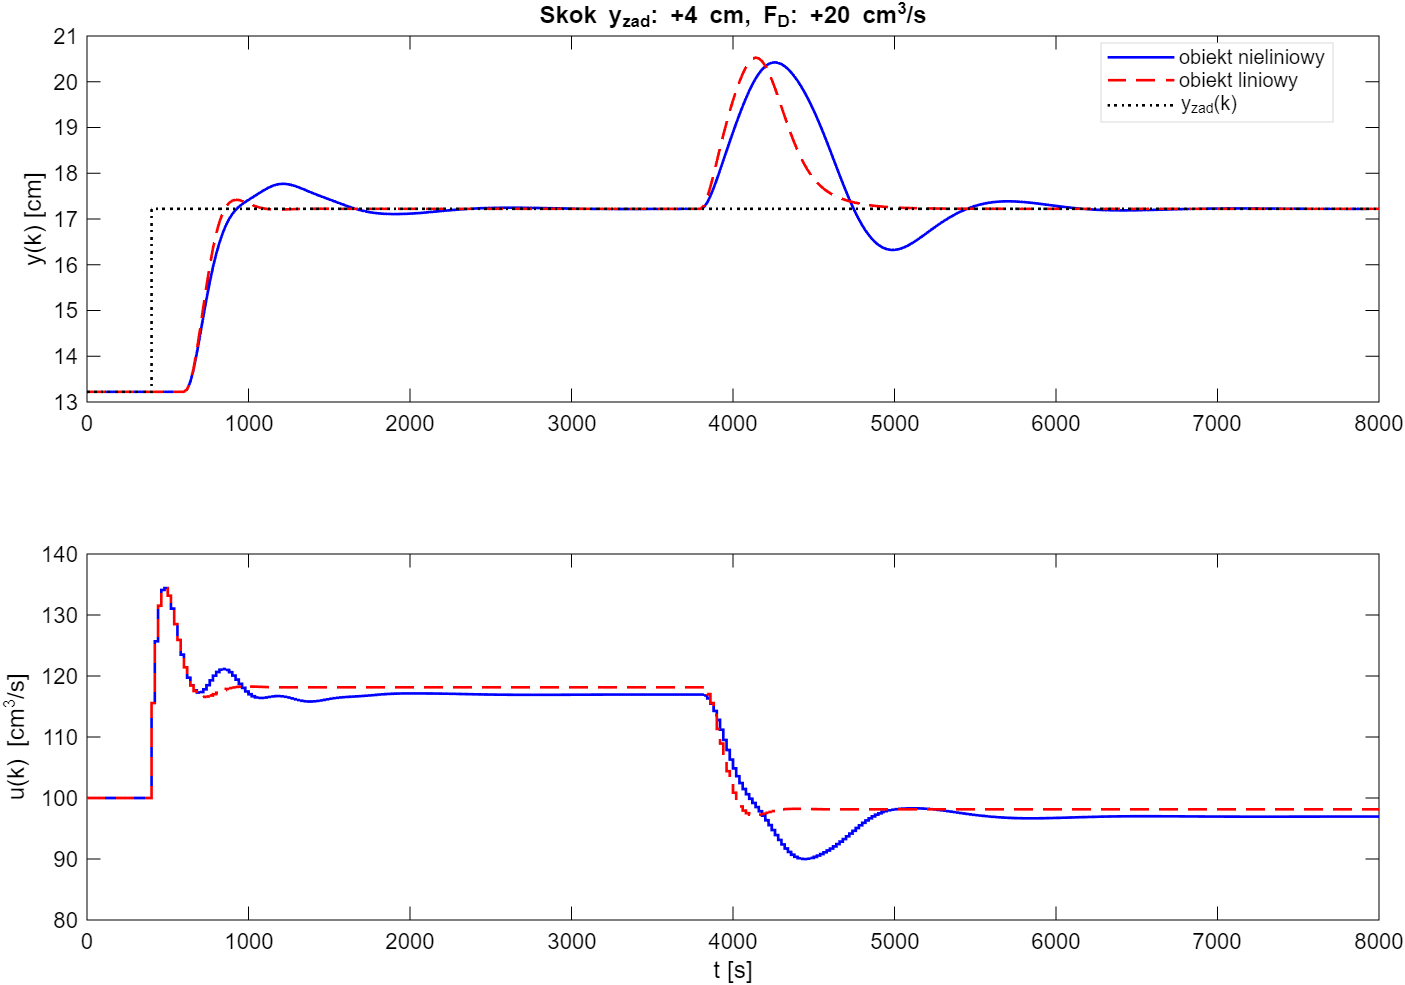 Skok y_zad: +4 cm, F_D: +20 cm³/s
21
20
19
18
17
16
15
14
13
y(k) [cm]
obiekt nieliniowy
obiekt liniowy
y_zad(k)
0 1000 2000 3000 4000 5000 6000 7000 8000
140
130
120
110
100
90
80
u(k) [cm³/s]
0 1000 2000 3000 4000 5000 6000 7000 8000
t [s]